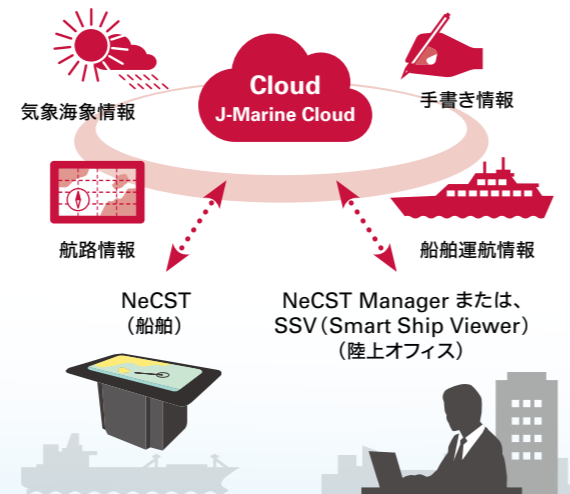 Cloud
J-Marine Cloud
気象海象情報
手書き情報
航路情報
船舶運航情報
NeCST
（船舶）
NeCST Manager または、
SSV（Smart Ship Viewer）
（陸上オフィス）